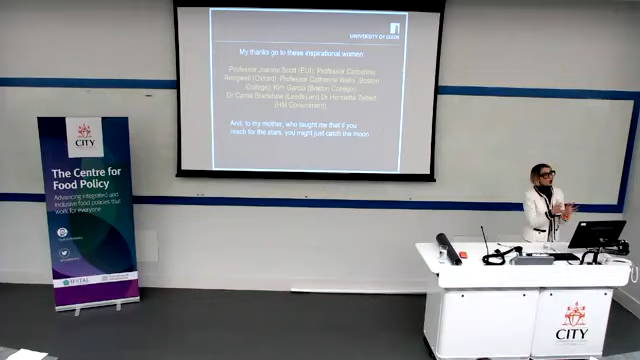 UNIVERSITY OF LEEDS
My thanks go to these inspirational women:
Professor Joanne Scott (EUI), Professor Catherine
Redgwell (Oxford), Professor Catharine Wells (Boston
College), Kim Garcia (Boston College),
Dr Carrie Bradshaw (Leeds Law) Dr Henrietta
(HM Government)
And, to my mother, who taught me that if you
reach for the stars, you might just catch the moon
CITY
The Centre for
Food Policy
Advancing integrated and
inclusive food policies that
work for everyone
CITY